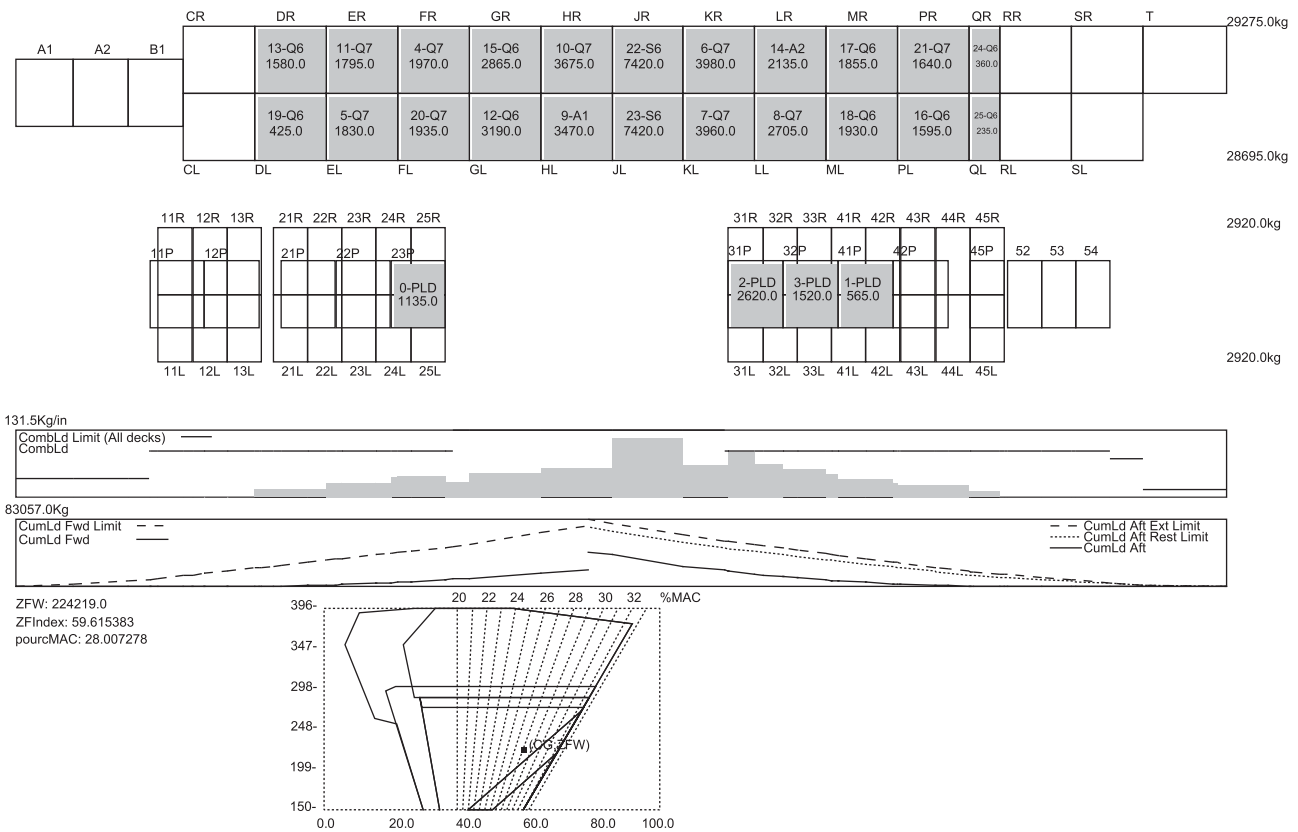 CR DR ER FR GR HR JR KR LR MR PR QR RR SR T
29275.0kg
A1 A2 B1
13-Q6 11-Q7 4-Q7 15-Q6 10-Q7 22-S6 6-Q7 14-A2 17-Q6 21-Q7 24-Q6
1580.0 1795.0 1970.0 2865.0 3675.0 7420.0 3980.0 2135.0 1855.0 1640.0 360.0
19-Q6 5-Q7 20-Q7 12-Q6 9-A1 23-S6 7-Q7 8-Q7 18-Q6 16-Q6 25-Q6
425.0 1830.0 1935.0 3190.0 3470.0 7420.0 3960.0 2705.0 1930.0 1595.0 235.0
28695.0kg
CL DL EL FL GL HL JL KL LL ML PL QL RL SL
11R 12R 13R 21R 22R 23R 24R 25R 31R 32R 33R 41R 42R 43R 44R 45R
2920.0kg
11P 12P 21P 22P 23P 31P 32P 41P 42P 45P 52 53 54
0-PLD 2-PLD 3-PLD 1-PLD
1135.0 2620.0 1520.0 565.0
2920.0kg
11L 12L 13L 21L 22L 23L 24L 25L 31L 32L 33L 41L 42L 43L 44L 45L
131.5Kg/in
CombLd Limit (All decks)
CombLd
83057.0Kg
CumLd Fwd Limit
CumLd Fwd
CumLd Aft Ext Limit
CumLd Aft Rest Limit
CumLd Aft
ZFW: 224219.0
ZFIndex: 59.615383
pourcMAC: 28.007278
20 22 24 26 28 30 32 %MAC
396-
347-
298-
248-
(CG,ZFW)
199-
150-
0.0 20.0 40.0 60.0 80.0 100.0